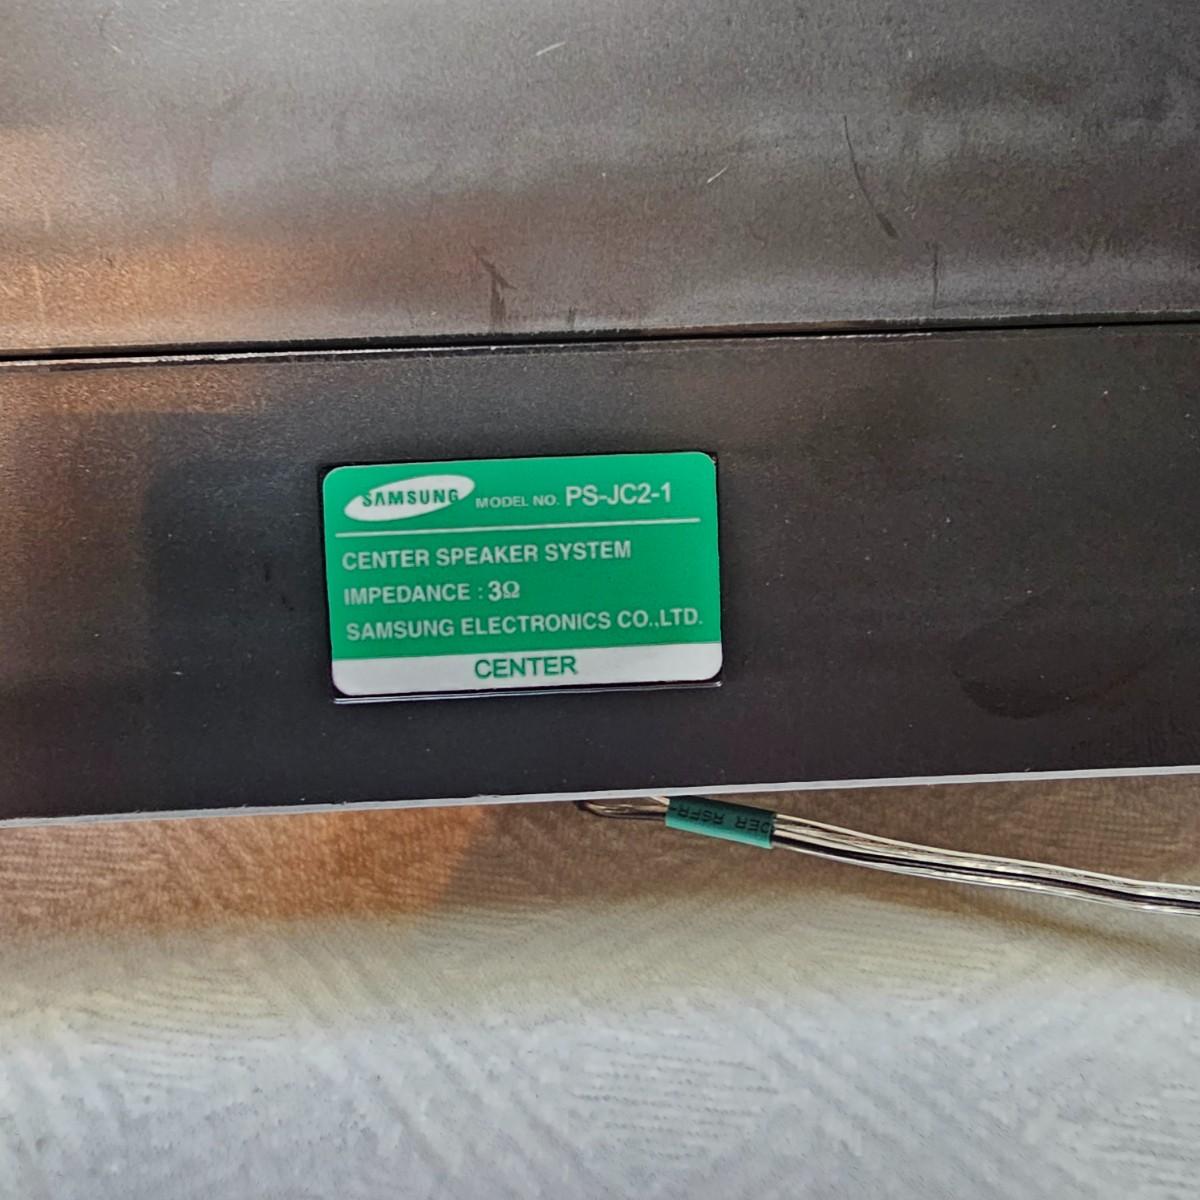 SAMSUNG MODEL NO. PS-JC2-1
CENTER SPEAKER SYSTEM
IMPEDANCE : 3Ω
SAMSUNG ELECTRONICS CO.,LTD.
CENTER